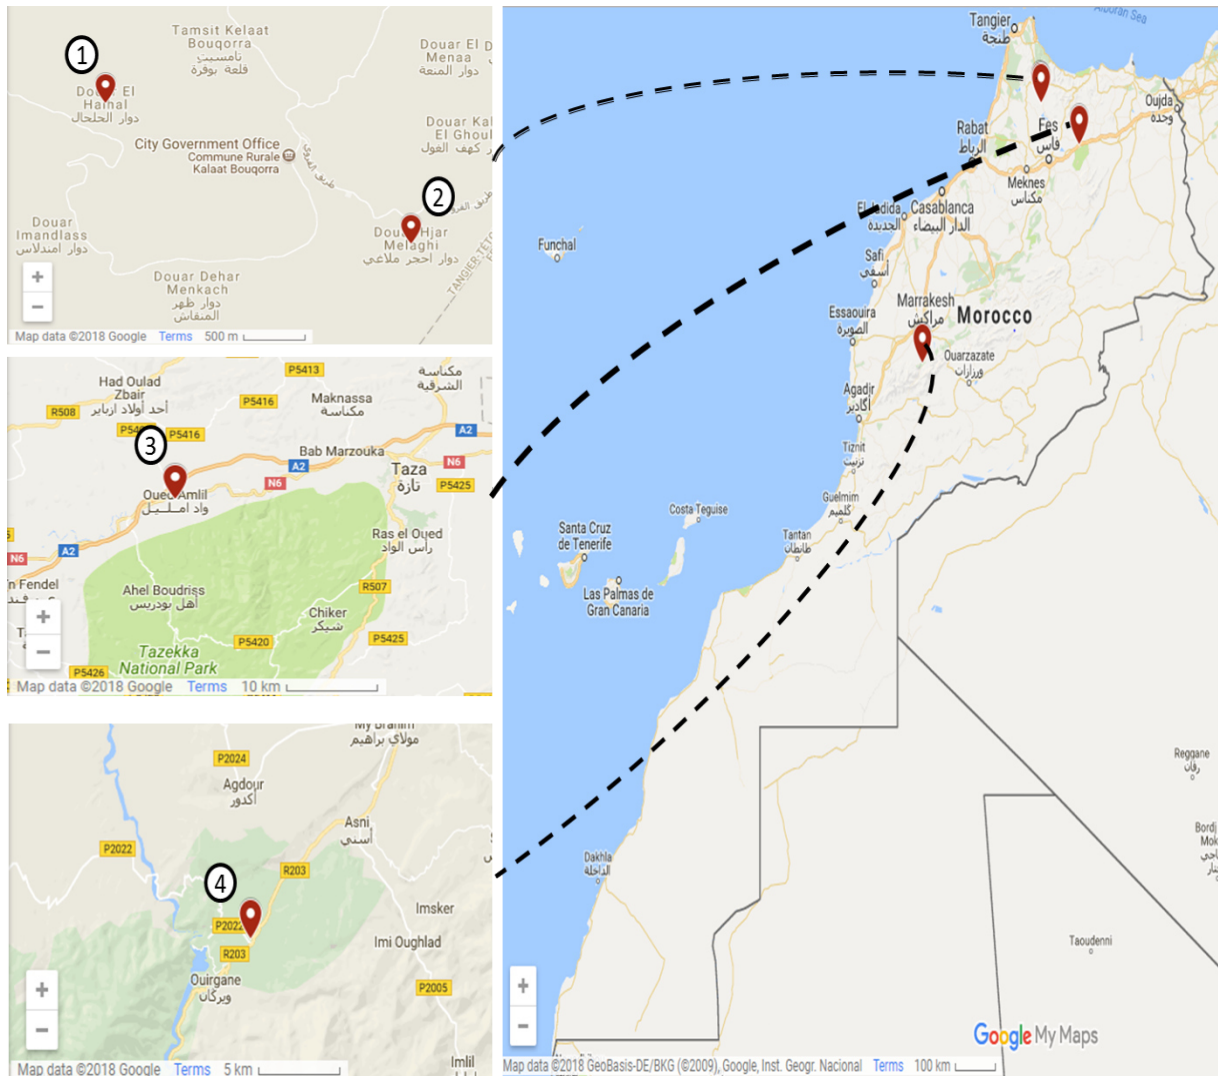 1
Tamsit Kelaat
Bouqorra
تامسيت
قلعة بوقرة
Douar El
Menaa
دوار المنعة
Do El
Hainal
دوار الحلحال
City Government Office
Commune Rurale
Kalaat Bouqorra
طريق القروي
El Ghoul
كهف الغول
2
Melaghi
دوار احجر ملاغي
Douar
Imandlass
دوار امندلاس
Douar Dehar
Menkach
دوار ظهر
المنقاش
+
−
Map data ©2018 Google Terms 500 m
P5413
مكناسة
الشرقية
Had Oulad
Zbair
أحد أولاد ازباير
R508
P5416
Maknassa
مكناسة
P5416
3
A2
Bab Marzouka
A2
N6
N6
Taza
تازة
P5425
Oued Amlil
واد امليل
A2
N6
Ras el Oued
رأس الواد
R507
Ahel Boudriss
أهل بودريس
Chiker
شيكر
P5420
P5425
+
−
Tazekka
National Park
P5426
Map data ©2018 Google Terms 10 km
My Brahim
مولاي براهيم
P2024
Agdour
أكدور
Asni
أسني
P2022
R203
4
P2022
R203
Imsker
Imi Oughlad
Ouirgane
ويركان
P2005
+
−
Imlil
إمليل
Map data ©2018 Google Terms 5 km
Alboran Sea
Tangier
طنجة
Oujda
وجدة
Rabat
الرباط
Fes
فاس
Meknes
مكناس
El Jadida
الجديدة
Casablanca
الدار البيضاء
Funchal
Safi
أسفي
Essaouira
الصويرة
Marrakesh
مراكش
Morocco
Ouarzazate
ورزازات
Agadir
أكادير
Tiznit
تزنيت
Guelmim
كلميم
Costa Teguise
Tantan
طانطان
Santa Cruz
de Tenerife
Las Palmas de
Gran Canaria
Reggane
رقان
Dakhla
الداخلة
Taoudenni
+
−
Google My Maps
Map data ©2018 GeoBasis-DE/BKG (©2009), Google, Inst. Geogr. Nacional Terms 100 km